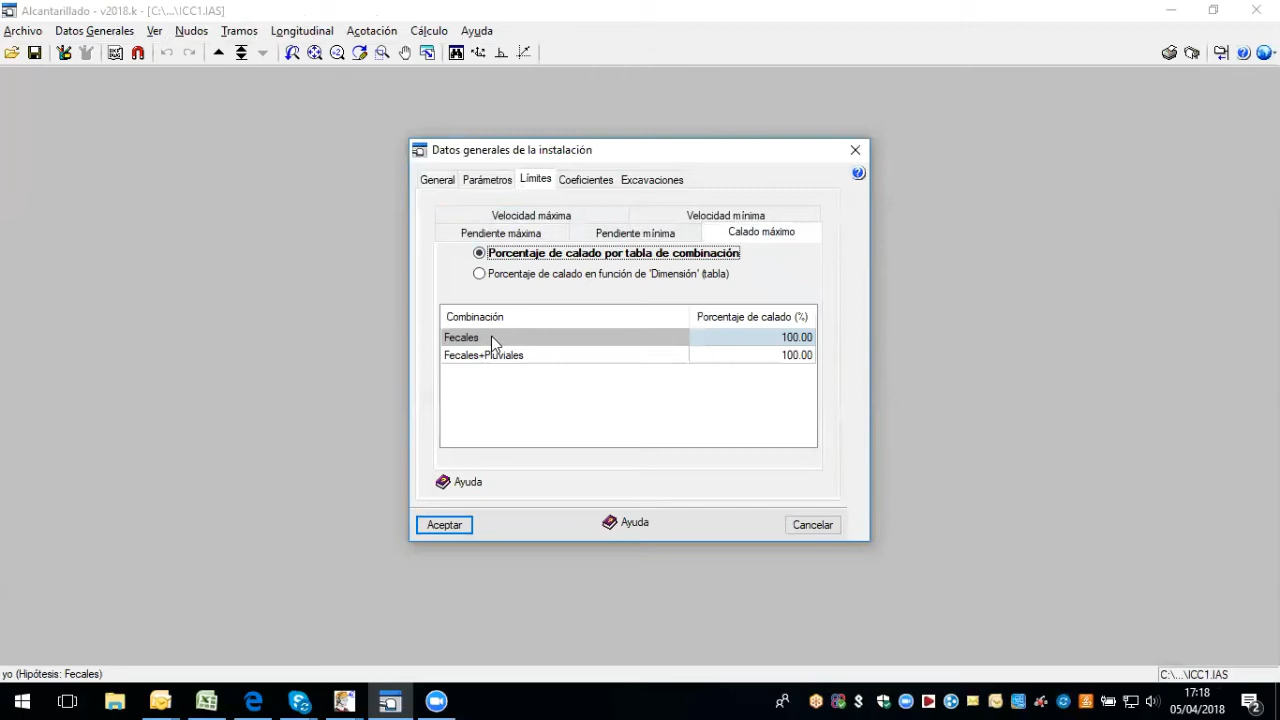 Alcantarillado - v2018.k - [C:\...\ICC1.IAS]
Archivo Datos Generales Ver Nudos Tramos Longitudinal Acotación Cálculo Ayuda
Datos generales de la instalación
General Parámetros Límites Coeficientes Excavaciones
Velocidad máxima Velocidad mínima
Pendiente máxima Pendiente mínima Calado máximo
Porcentaje de calado por tabla de combinación
Porcentaje de calado en función de 'Dimensión' (tabla)
Combinación Porcentaje de calado (%)
Fecales 100.00
Fecales+Pluviales 100.00
Ayuda
Aceptar Ayuda Cancelar
yo (Hipótesis: Fecales) C:\...\ICC1.IAS
17:18
05/04/2018
2